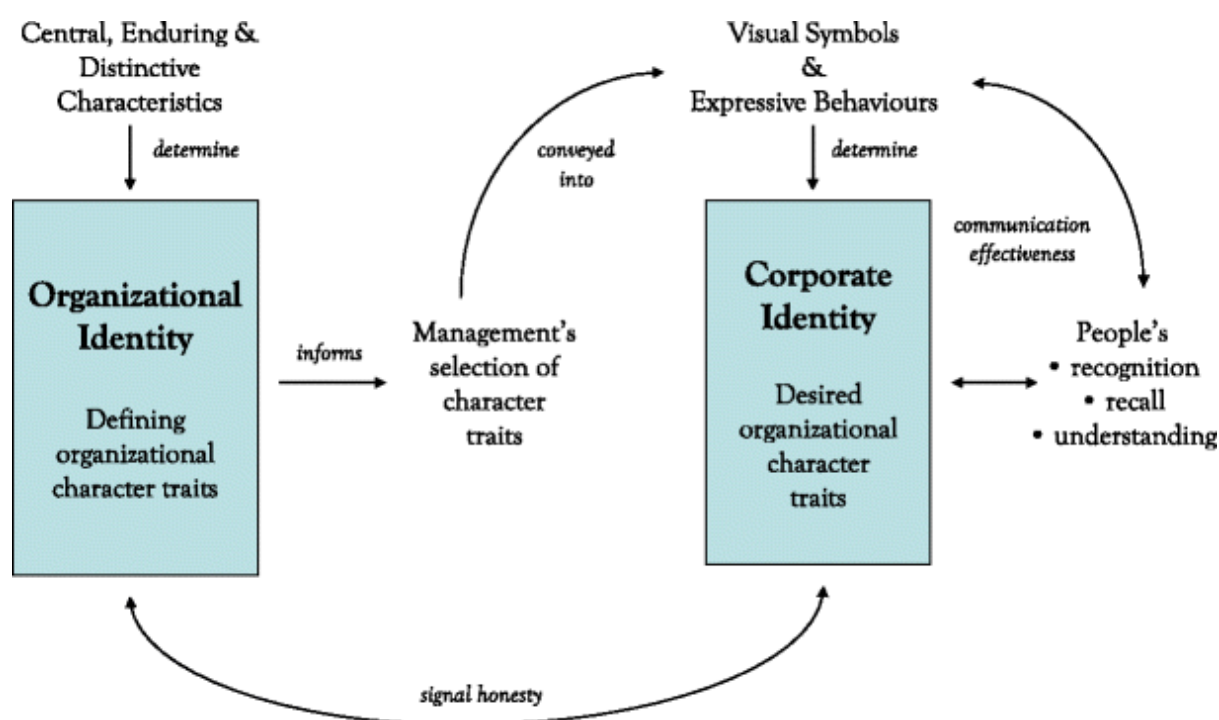 Central, Enduring &
Distinctive
Characteristics
determine
Organizational
Identity
Defining
organizational
character traits
informs
Management's
selection of
character
traits
conveyed
into
Visual Symbols
&
Expressive Behaviours
determine
Corporate
Identity
Desired
organizational
character
traits
communication
effectiveness
People's
• recognition
• recall
• understanding
signal honesty